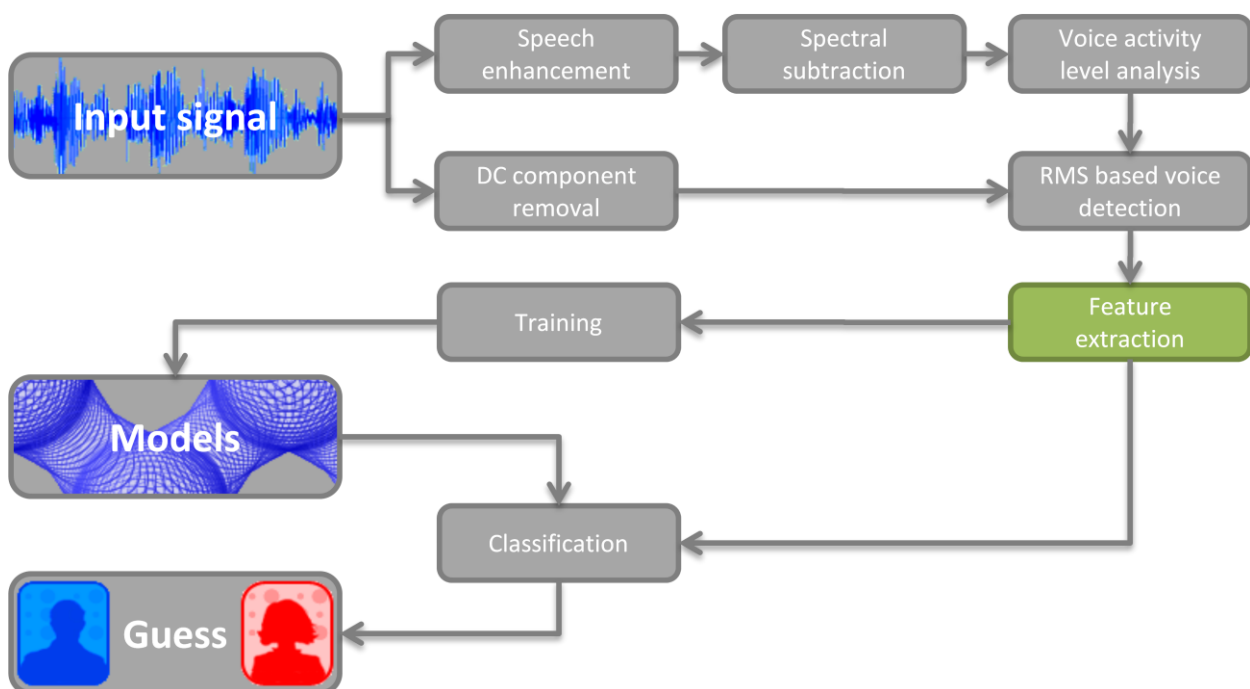 Input signal
Speech
enhancement
Spectral
subtraction
Voice activity
level analysis
DC component
removal
RMS based voice
detection
Training
Feature
extraction
Models
Classification
Guess